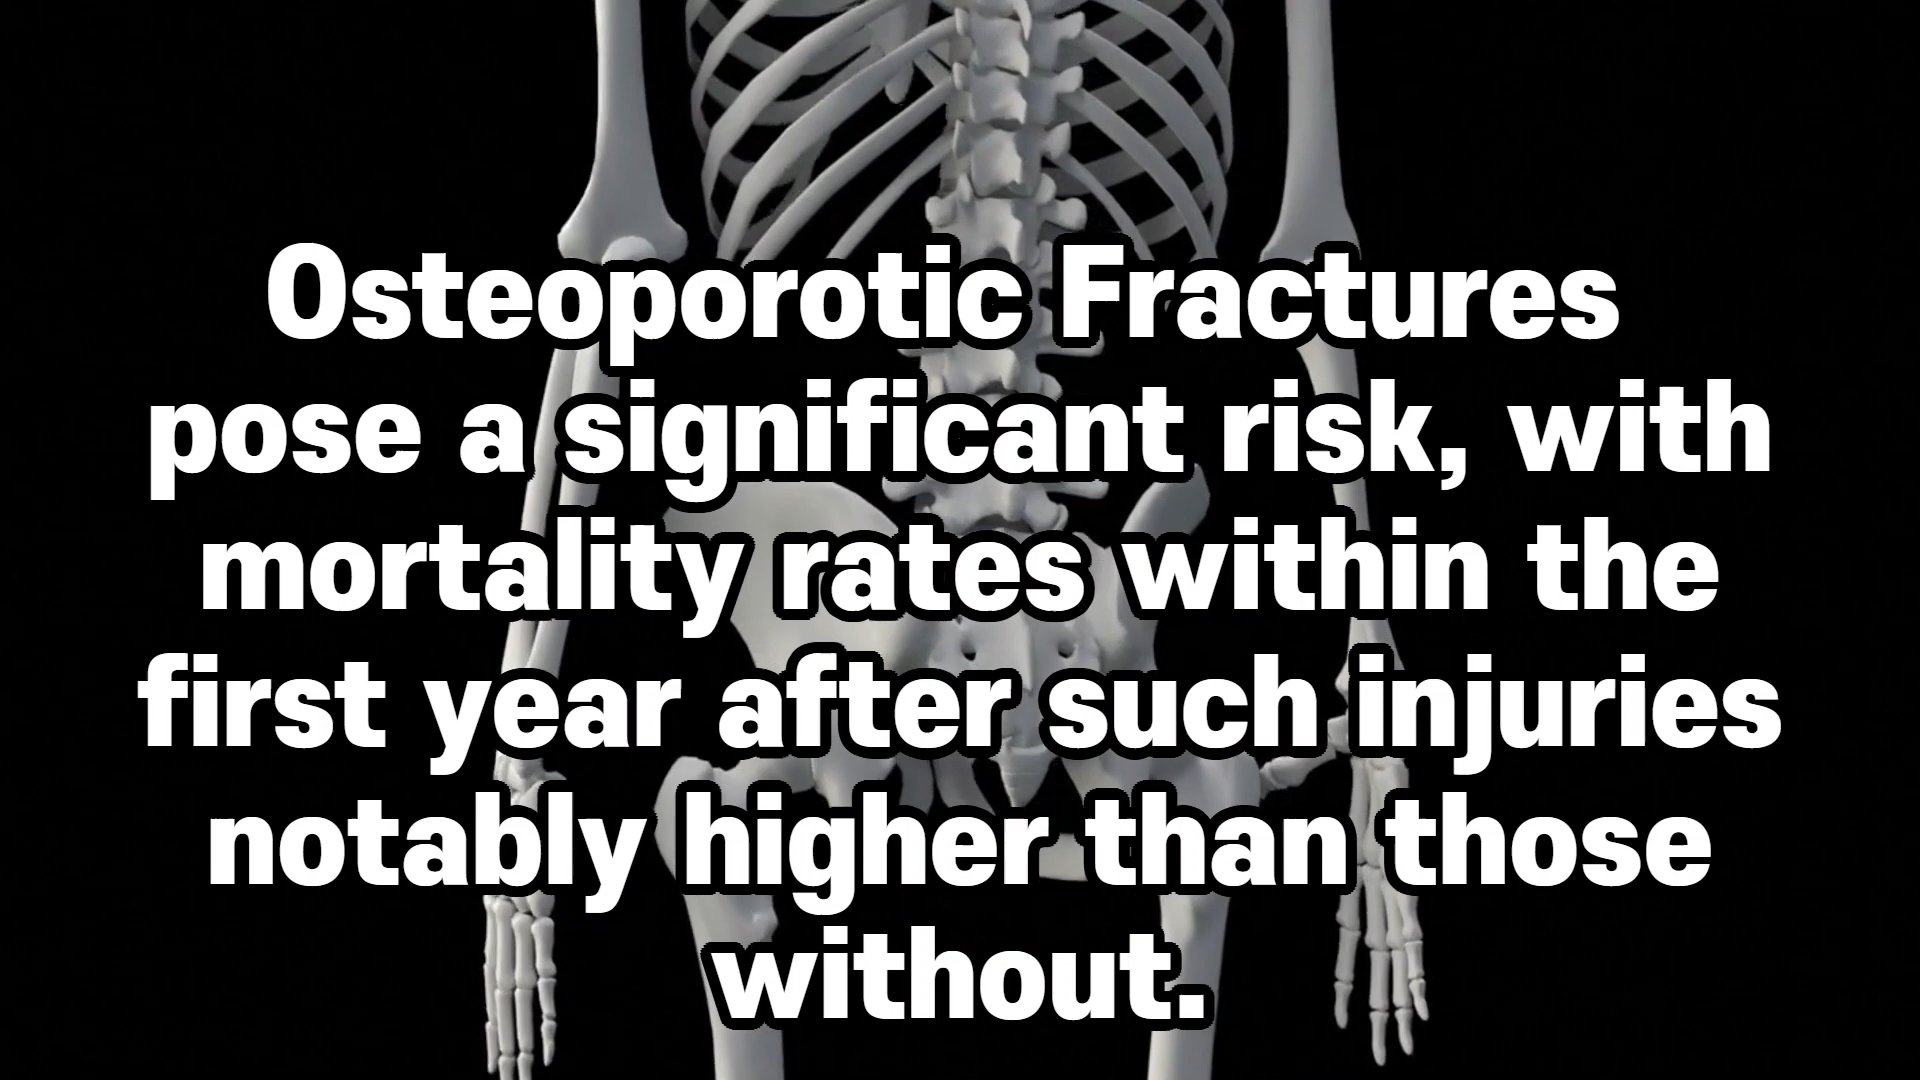 Osteoporotic Fractures
pose a significant risk, with
mortality rates within the
first year after such injuries
notably higher than those
without.